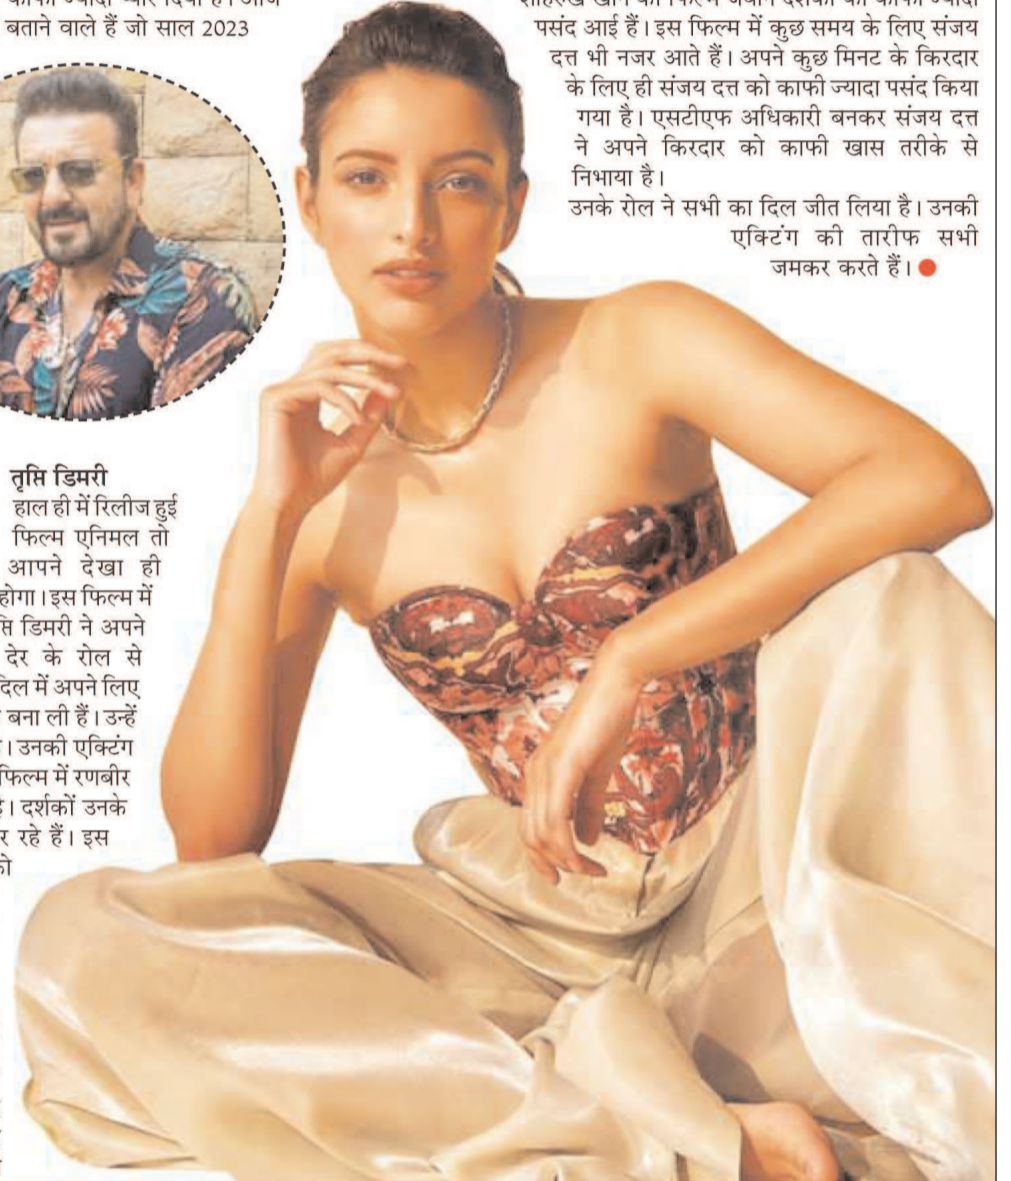 बताने वाले हैं जो साल 2023
तृप्ति डिमरी
हाल ही में रिलीज हुई
फिल्म एनिमल तो
आपने देखा ही
होगा। इस फिल्म में
डिमरी ने अपने
देर के रोल से
दिल में अपने लिए
बना ली हैं। उन्हें
। उनकी एक्टिंग
फिल्म में रणबीर
। दर्शकों उनके
रहे हैं। इस
पसंद आई हैं। इस फिल्म में कुछ समय के लिए संजय
दत्त भी नजर आते हैं। अपने कुछ मिनट के किरदार
के लिए ही संजय दत्त को काफी ज्यादा पसंद किया
गया है। एसटीएफ अधिकारी बनकर संजय दत्त
ने अपने किरदार को काफी खास तरीके से
निभाया है।
उनके रोल ने सभी का दिल जीत लिया है। उनकी
एक्टिंग की तारीफ सभी
जमकर करते हैं।